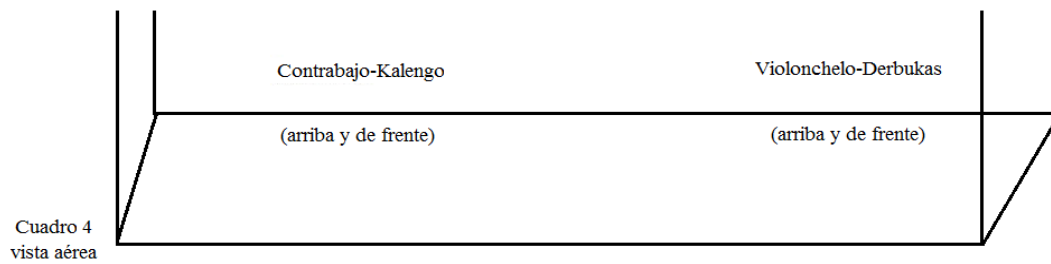 Contrabajo-Kalengo
Violonchelo-Derbukas
(arriba y de frente)
(arriba y de frente)
Cuadro 4
vista aérea